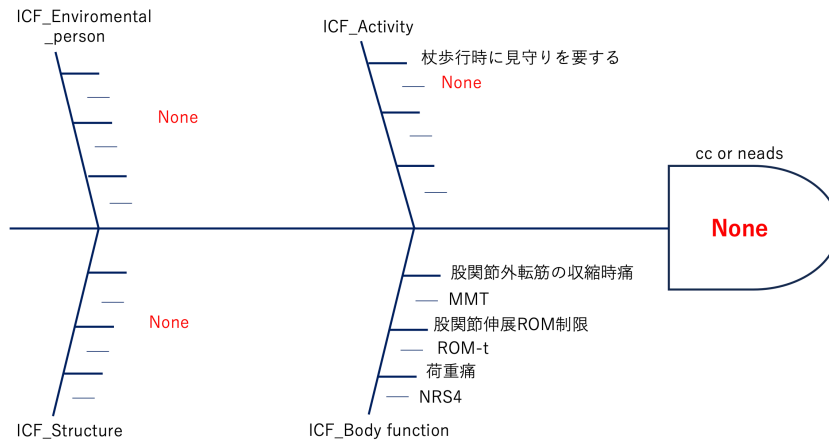 ICF_Enviromental
_person
None
ICF_Activity
杖歩行時に見守りを要する
None
cc or neads
None
None
ICF_Structure
股関節外転筋の収縮時痛
MMT
股関節伸展ROM制限
ROM-t
荷重痛
NRS4
ICF_Body function